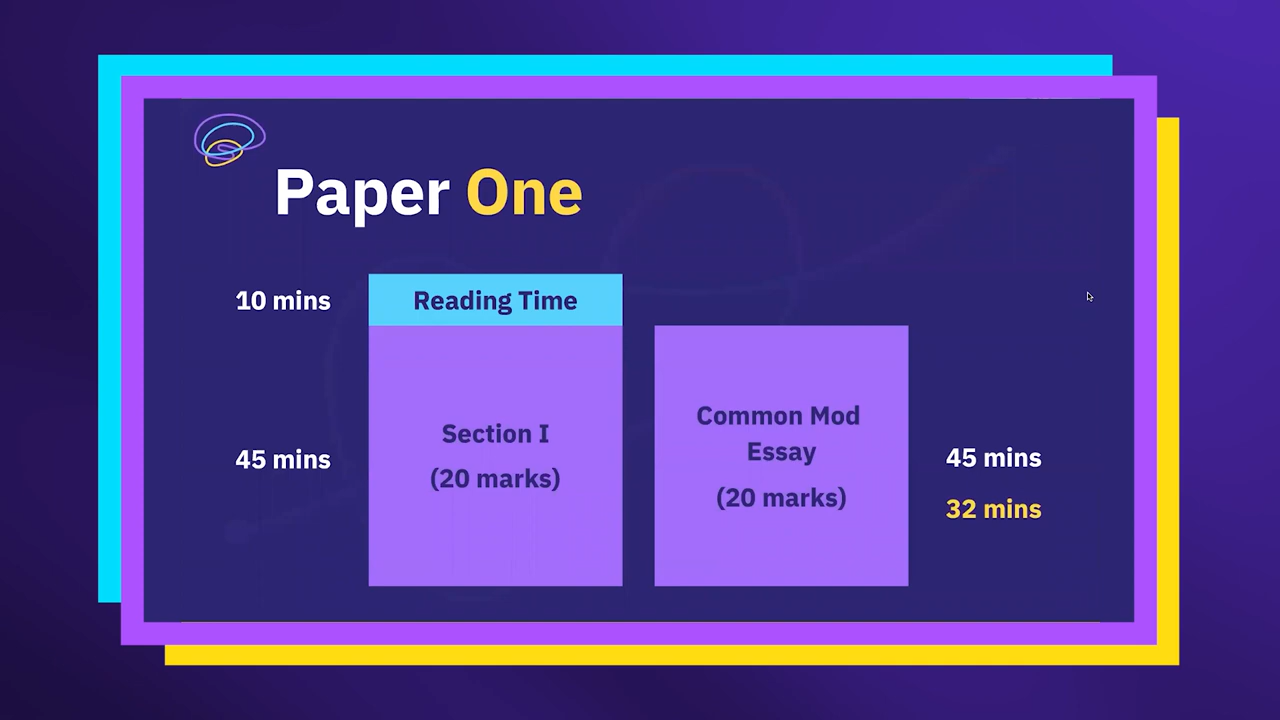 Paper One
10 mins
Reading Time
45 mins
Section I
(20 marks)
Common Mod
Essay
(20 marks)
45 mins
32 mins